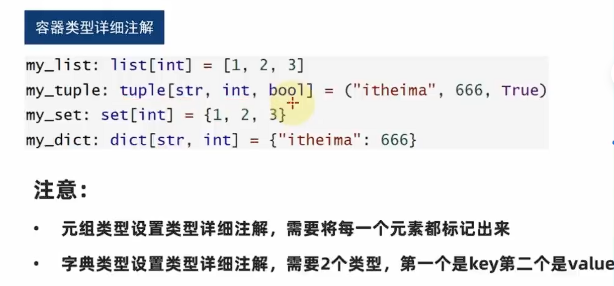 容器类型详细注解
my_list: list[int] = [1, 2, 3]
my_tuple: tuple[str, int, bool] = ("itheima", 666, True)
my_set: set[int] = {1, 2, 3}
my_dict: dict[str, int] = {"itheima": 666}
注意：
• 元组类型设置类型详细注解，需要将每一个元素都标记出来
• 字典类型设置类型详细注解，需要2个类型，第一个是key第二个是value